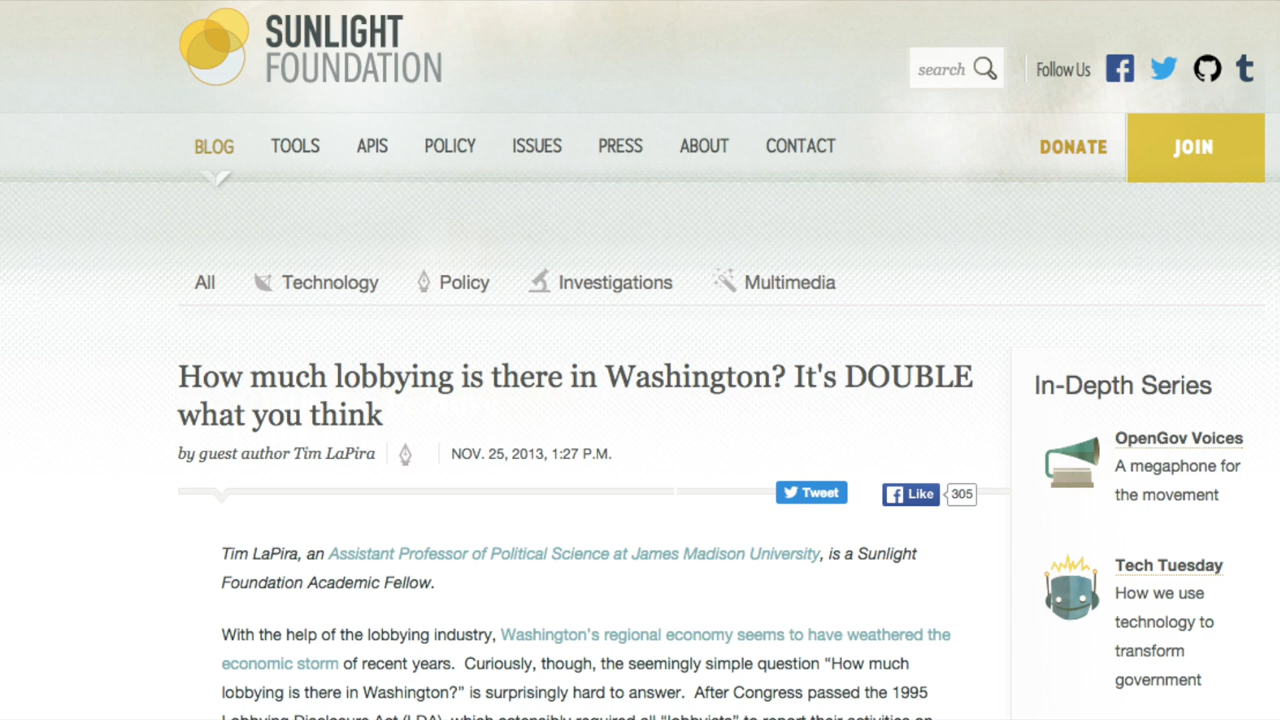 SUNLIGHT
FOUNDATION
search
Follow Us
BLOG TOOLS APIS POLICY ISSUES PRESS ABOUT CONTACT DONATE JOIN
All Technology Policy Investigations Multimedia
How much lobbying is there in Washington? It's DOUBLE
what you think
by guest author Tim LaPira NOV. 25, 2013, 1:27 P.M.
Tweet Like 305
Tim LaPira, an Assistant Professor of Political Science at James Madison University, is a Sunlight
Foundation Academic Fellow.
With the help of the lobbying industry, Washington's regional economy seems to have weathered the
economic storm of recent years. Curiously, though, the seemingly simple question “How much
lobbying is there in Washington?” is surprisingly hard to answer. After Congress passed the 1995
Lobbying Disclosure Act (LDA), which ostensibly required all “lobbyists” to report their activities on
In-Depth Series
OpenGov Voices
A megaphone for
the movement
Tech Tuesday
How we use
technology to
transform
government